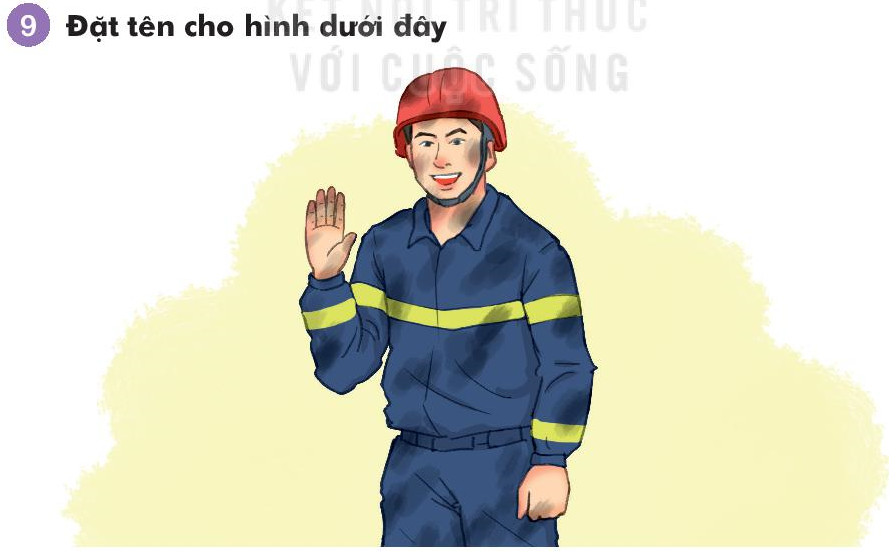 KẾT NỐI TRI THỨC
VỚI CUỘC SỐNG
9 Đặt tên cho hình dưới đây